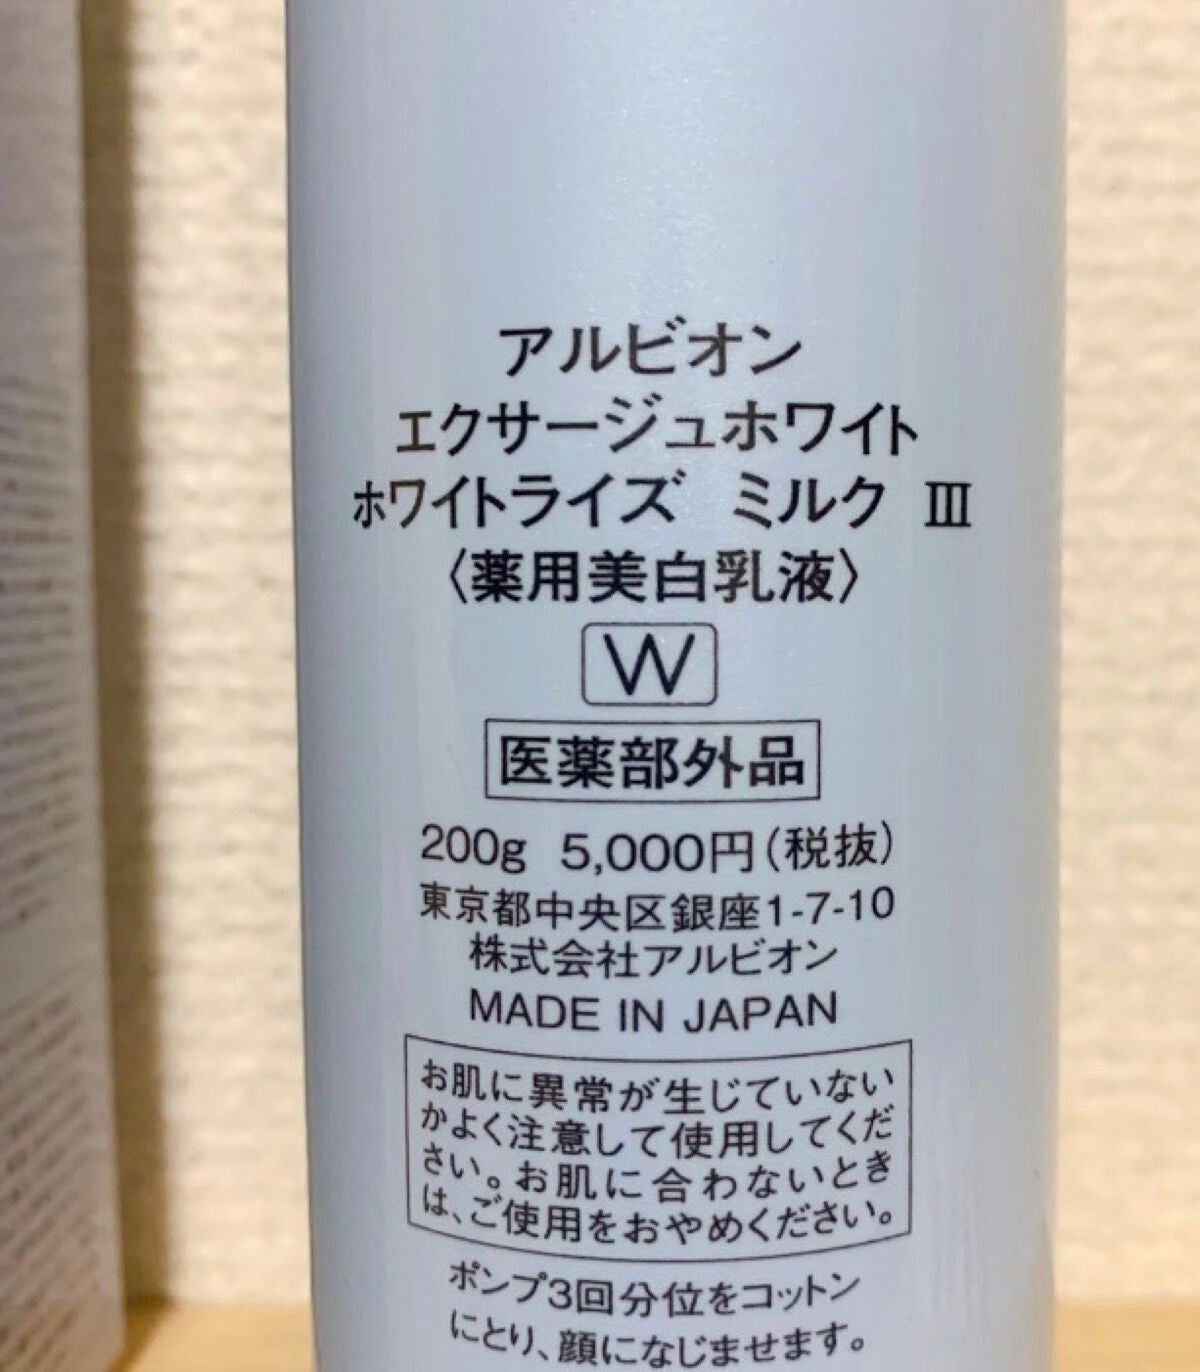 アルビオン
エクサージュホワイト
ホワイトライズ ミルク Ⅲ
〈薬用美白乳液〉
W
医薬部外品
200g 5,000円(税抜)
東京都中央区銀座1-7-10
株式会社アルビオン
MADE IN JAPAN
お肌に異常が生じていない
かよく注意して使用してくだ
さい。お肌に合わないとき
は、ご使用をおやめください。
ポンプ3回分位をコットン
にとり、顔になじませます。